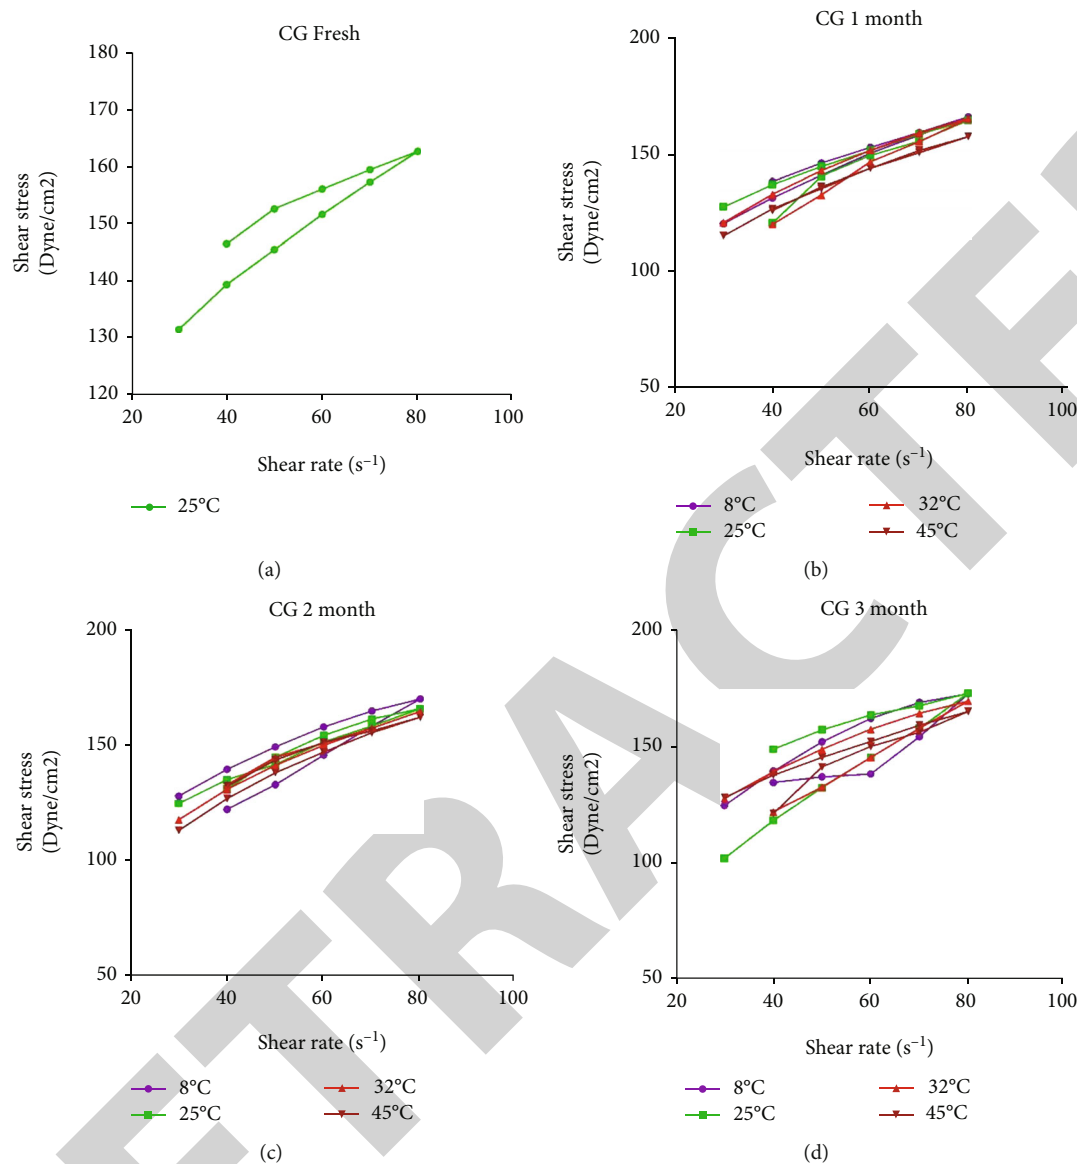 CG Fresh
180
170
160
150
140
130
120
20 40 60 80 100
Shear stress
(Dyne/cm2)
Shear rate (s⁻¹)
25°C
(a)
CG 1 month
200
150
100
50
20 40 60 80 100
Shear stress
(Dyne/cm2)
Shear rate (s⁻¹)
8°C 32°C
25°C 45°C
(b)
CG 2 month
200
150
100
50
20 40 60 80 100
Shear stress
(Dyne/cm2)
Shear rate (s⁻¹)
8°C 32°C
25°C 45°C
(c)
CG 3 month
200
150
100
50
20 40 60 80 100
Shear stress
(Dyne/cm2)
Shear rate (s⁻¹)
8°C 32°C
25°C 45°C
(d)
ETRACTE